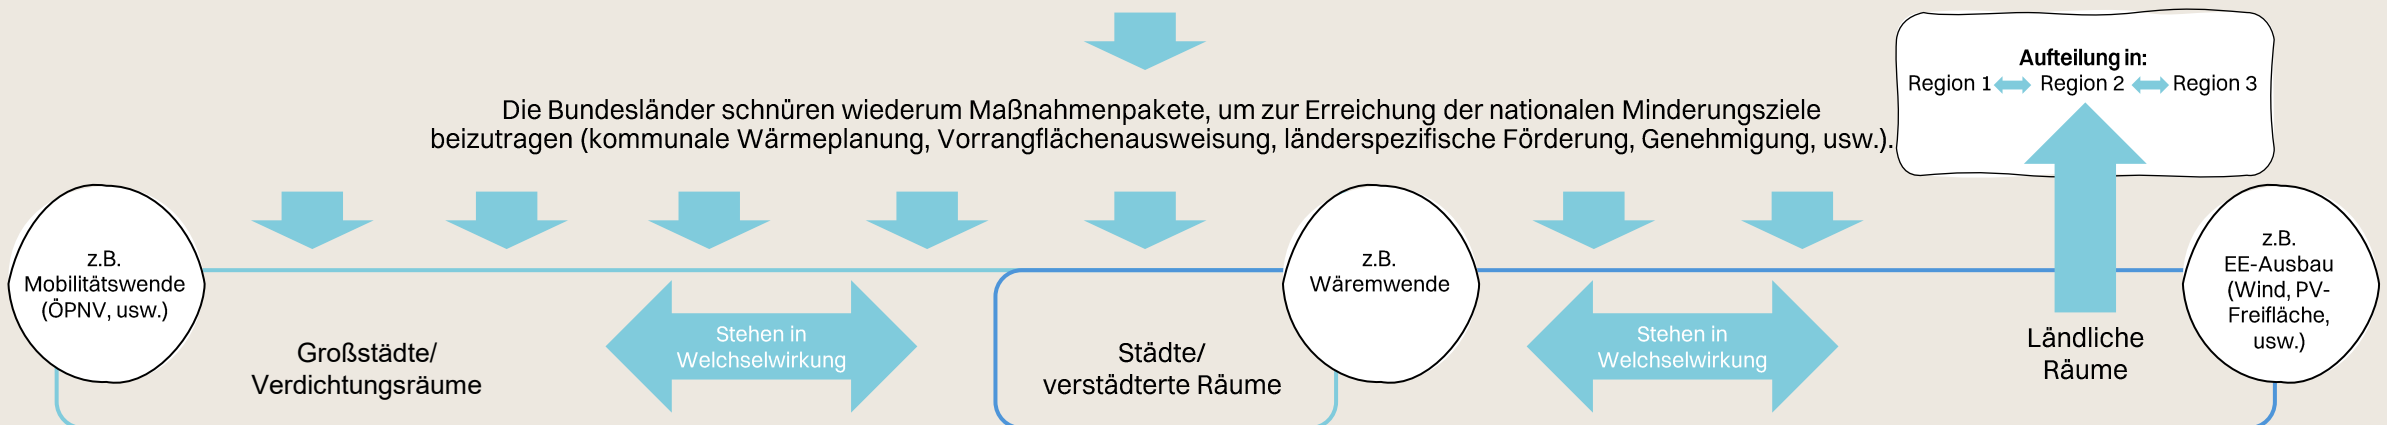 Aufteilung in:
Region 1 Region 2 Region 3
Die Bundesländer schnüren wiederum Maßnahmenpakete, um zur Erreichung der nationalen Minderungsziele
beizutragen (kommunale Wärmeplanung, Vorrangflächenausweisung, länderspezifische Förderung, Genehmigung, usw.).
z.B.
Mobilitätswende
(ÖPNV, usw.)
Großstädte/
Verdichtungsräume
Stehen in
Welchselwirkung
Städte/
verstädterte Räume
z.B.
Wäremwende
Stehen in
Welchselwirkung
Ländliche
Räume
z.B.
EE-Ausbau
(Wind, PV-
Freifläche,
usw.)